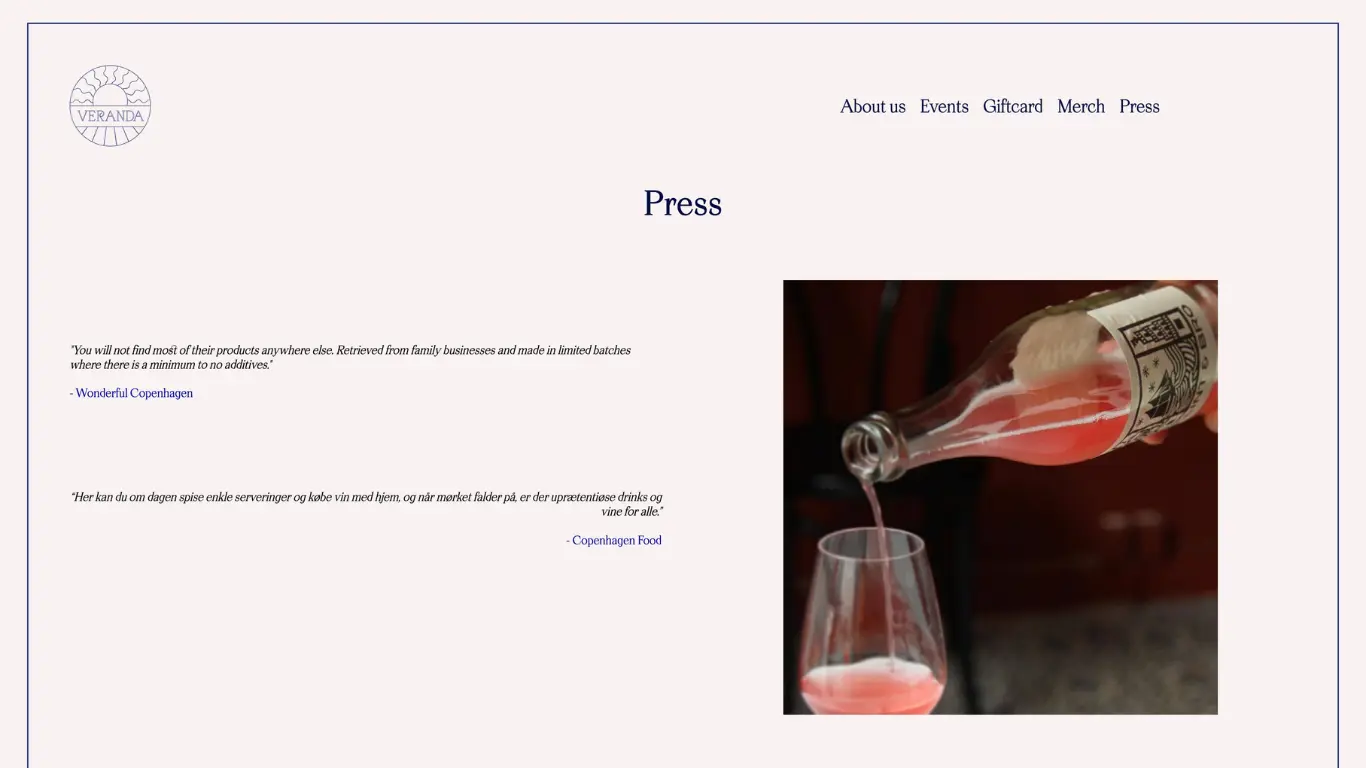 VERANDA
About us Events Giftcard Merch Press
Press
"You will not find most of their products anywhere else. Retrieved from family businesses and made in limited batches
where there is a minimum to no additives."
- Wonderful Copenhagen
“Her kan du om dagen spise enkle serveringer og købe vin med hjem, og når mørket falder på, er der uprætentiøse drinks og
vine for alle."
- Copenhagen Food